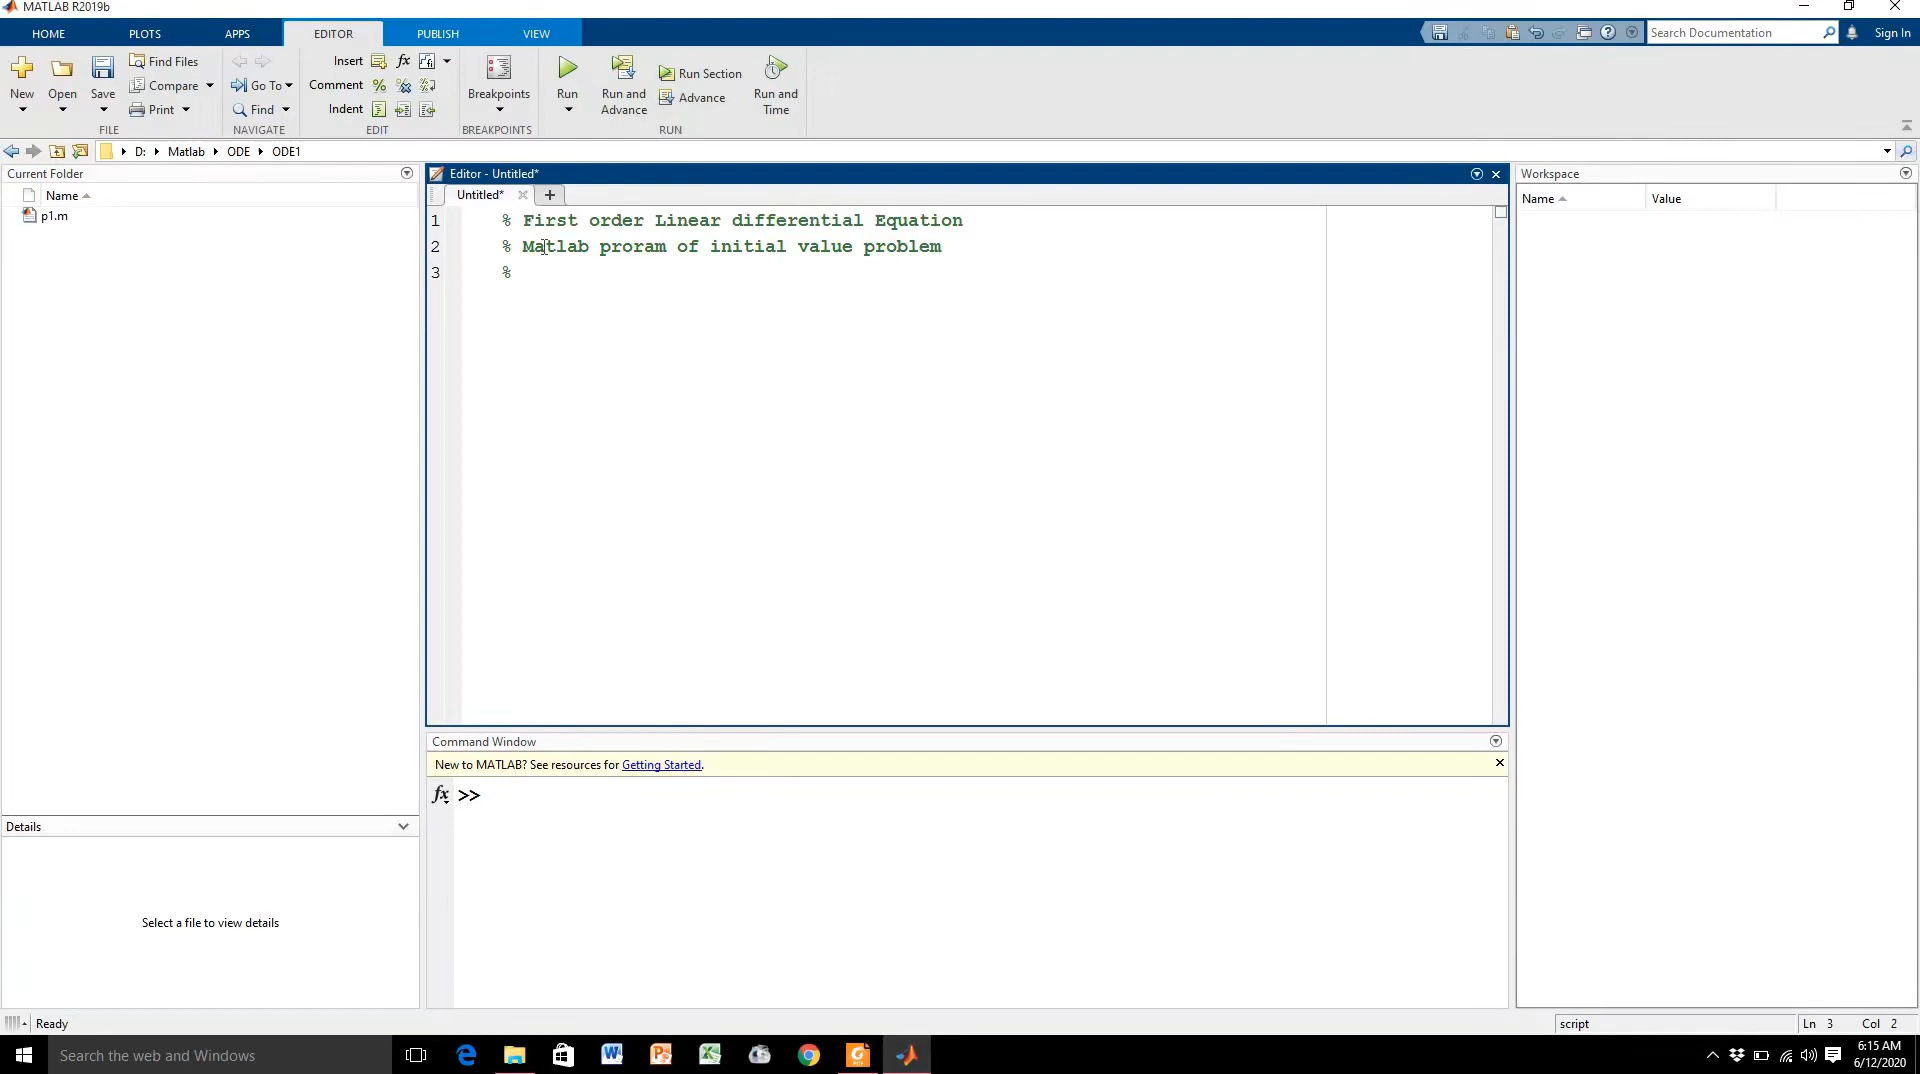 MATLAB R2019b
HOME PLOTS APPS EDITOR PUBLISH VIEW Search Documentation Sign In
New Open Save Find Files Compare Print
FILE
Go To Find
NAVIGATE
Insert fx
Comment %
Indent
EDIT
Breakpoints
BREAKPOINTS
Run Run and Advance Run Section Advance Run and Time
RUN
D: Matlab ODE ODE1
Current Folder
Name
p1.m
Details
Select a file to view details
Editor - Untitled*
Untitled* +
1 % First order Linear differential Equation
2 % Matlab proram of initial value problem
3 %
Command Window
New to MATLAB? See resources for Getting Started.
fx >>
Workspace
Name Value
Ready script Ln 3 Col 2
Search the web and Windows
6:15 AM
6/12/2020